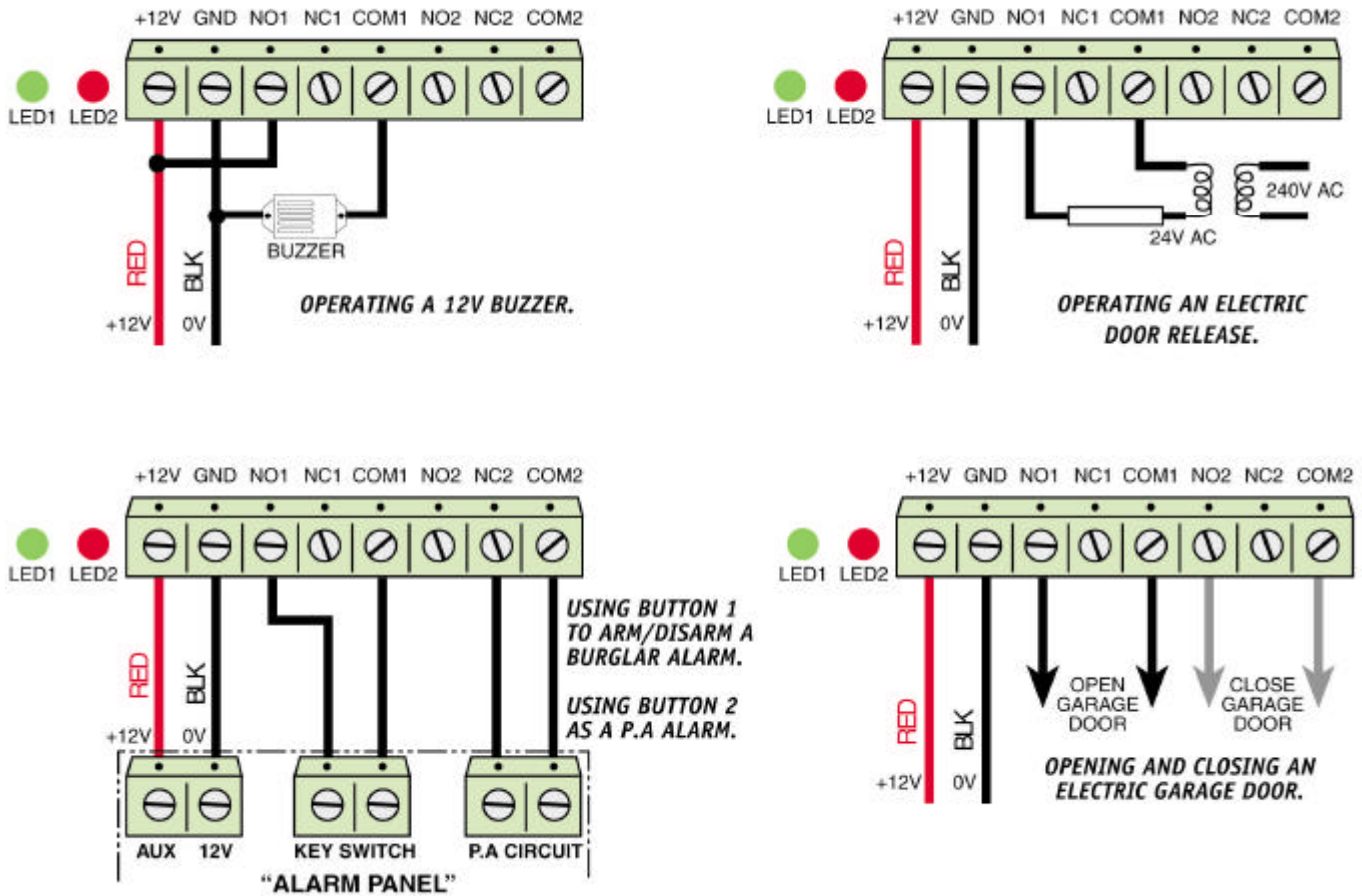 +12V GND NO1 NC1 COM1 NO2 NC2 COM2
LED1 LED2
BUZZER
RED
BLK
+12V 0V
OPERATING A 12V BUZZER.
+12V GND NO1 NC1 COM1 NO2 NC2 COM2
LED1 LED2
240V AC
24V AC
RED
BLK
+12V 0V
OPERATING AN ELECTRIC
DOOR RELEASE.
+12V GND NO1 NC1 COM1 NO2 NC2 COM2
LED1 LED2
USING BUTTON 1
TO ARM/DISARM A
BURGLAR ALARM.
USING BUTTON 2
AS A P.A ALARM.
RED
BLK
+12V 0V
AUX 12V KEY SWITCH P.A CIRCUIT
"ALARM PANEL"
+12V GND NO1 NC1 COM1 NO2 NC2 COM2
LED1 LED2
OPEN
GARAGE
DOOR
CLOSE
GARAGE
DOOR
RED
BLK
+12V 0V
OPENING AND CLOSING AN
ELECTRIC GARAGE DOOR.